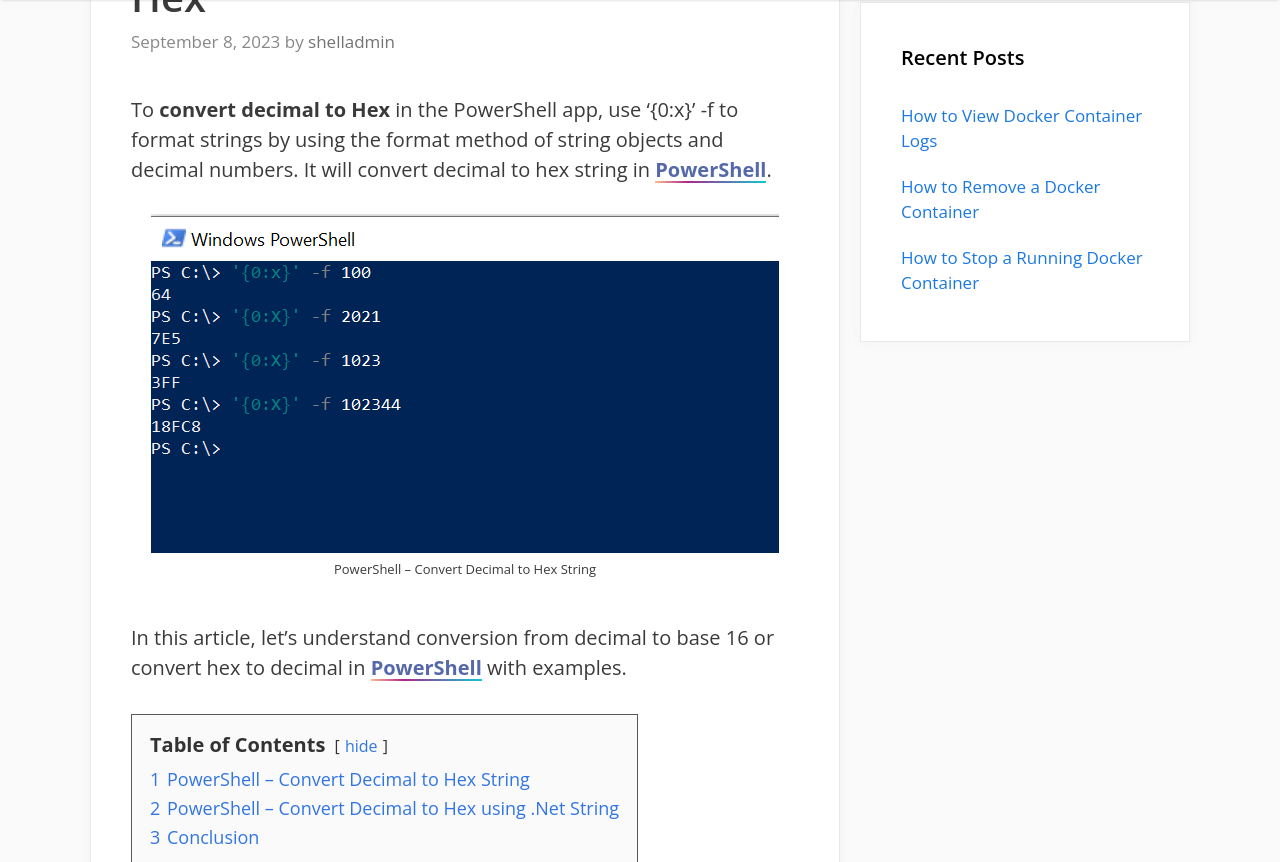 Hex
September 8, 2023 by shelladmin
To convert decimal to Hex in the PowerShell app, use ‘{0:x}’ -f to
format strings by using the format method of string objects and
decimal numbers. It will convert decimal to hex string in PowerShell.
Windows PowerShell
PS C:\> '{0:x}' -f 100
64
PS C:\> '{0:X}' -f 2021
7E5
PS C:\> '{0:X}' -f 1023
3FF
PS C:\> '{0:X}' -f 102344
18FC8
PS C:\>
PowerShell – Convert Decimal to Hex String
In this article, let’s understand conversion from decimal to base 16 or
convert hex to decimal in PowerShell with examples.
Table of Contents [ hide ]
1 PowerShell – Convert Decimal to Hex String
2 PowerShell – Convert Decimal to Hex using .Net String
3 Conclusion
Recent Posts
How to View Docker Container
Logs
How to Remove a Docker
Container
How to Stop a Running Docker
Container